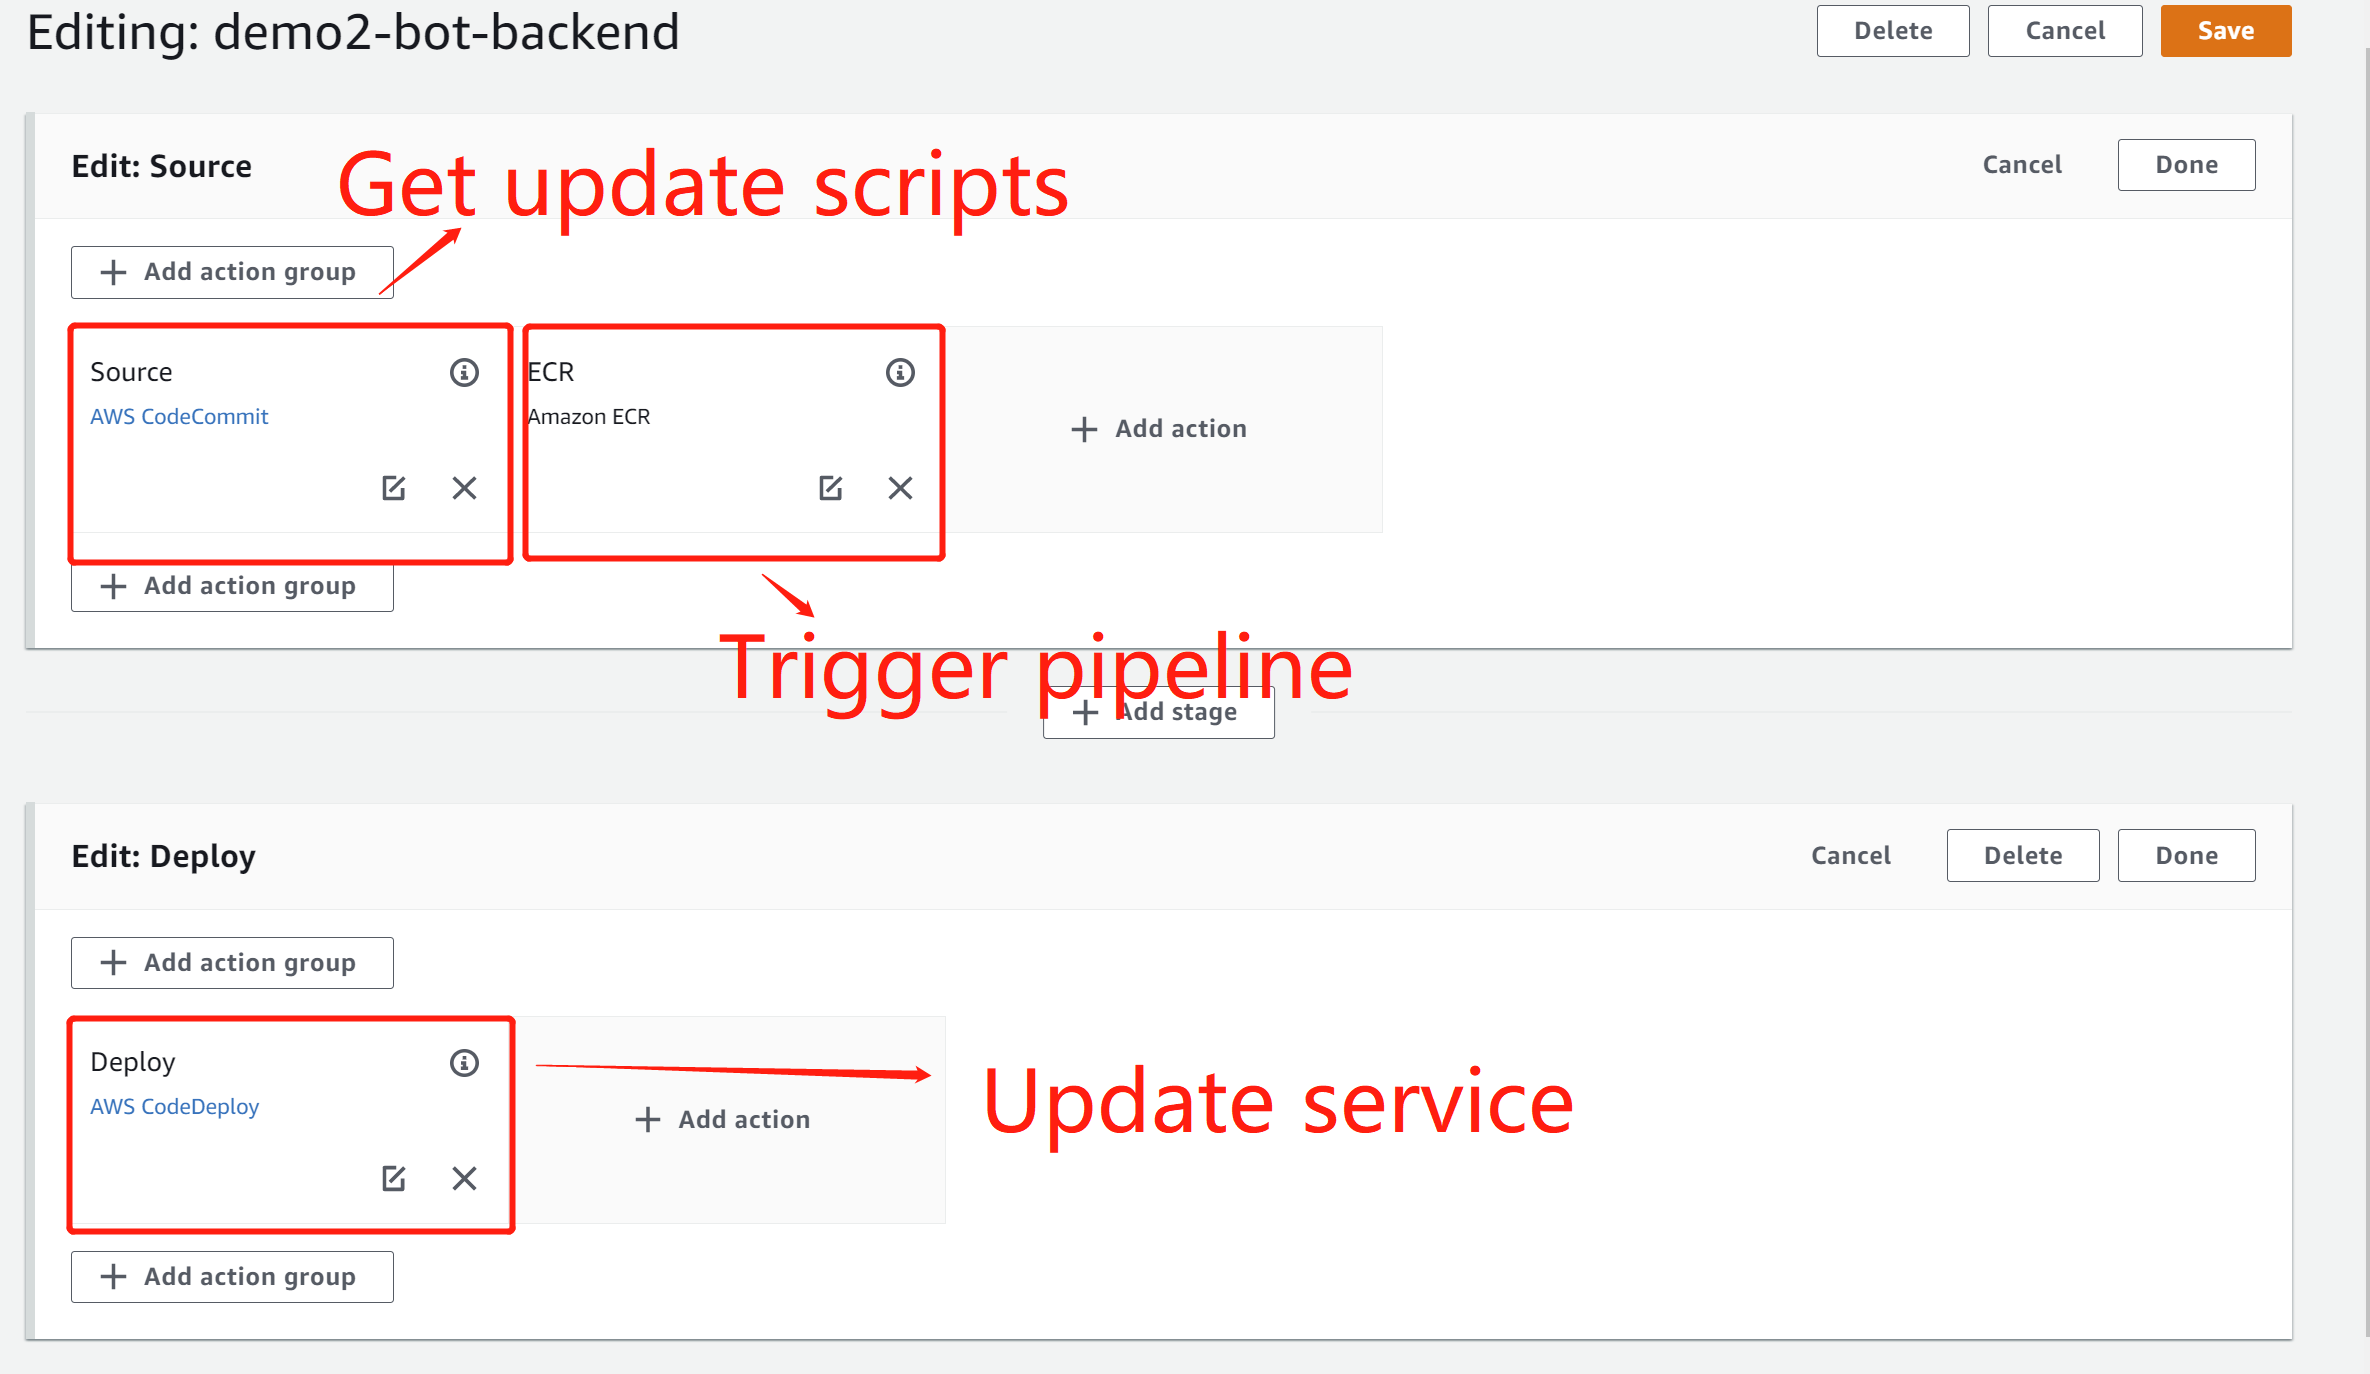 Editing: demo2-bot-backend
Delete
Cancel
Save
Edit: Source
Get update scripts
Cancel
Done
Add action group
Source
AWS CodeCommit
ECR
Amazon ECR
Add action
Add action group
Trigger pipeline
Add stage
Edit: Deploy
Cancel
Delete
Done
Add action group
Deploy
AWS CodeDeploy
Add action
Update service
Add action group